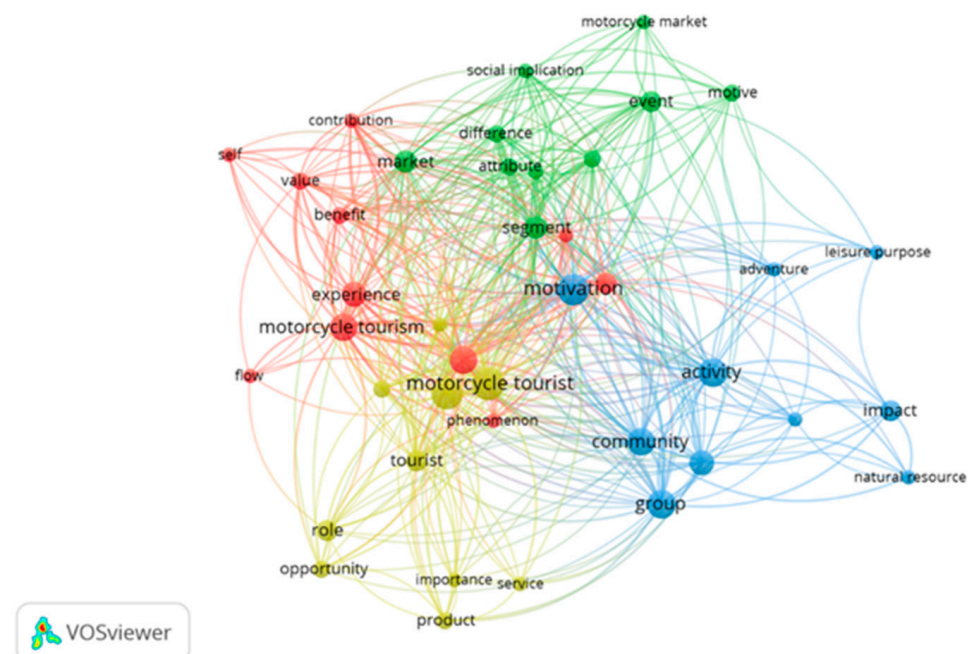 motorcycle market
social implication
motive
event
contribution
difference
self
market
attribute
value
benefit
segment
leisure purpose
adventure
motivation
experience
motorcycle tourism
flow
activity
motorcycle tourist
impact
phenomenon
community
tourist
natural resource
group
role
opportunity
importance
service
product
VOSviewer